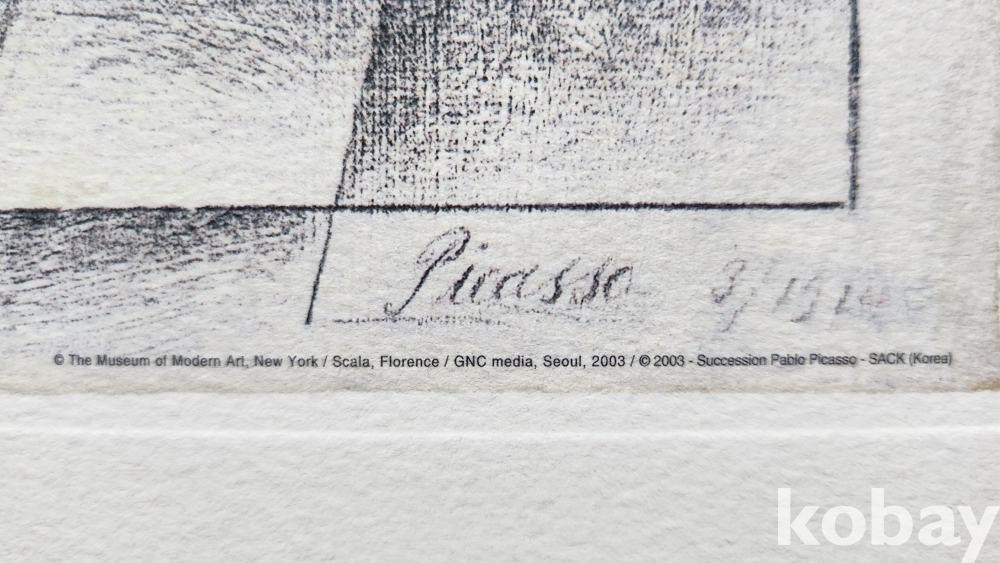 Picasso
© The Museum of Modern Art, New York / Scala, Florence / GNC media, Seoul, 2003 / © 2003 - Succession Pablo Picasso - SACK (Korea)
kobay